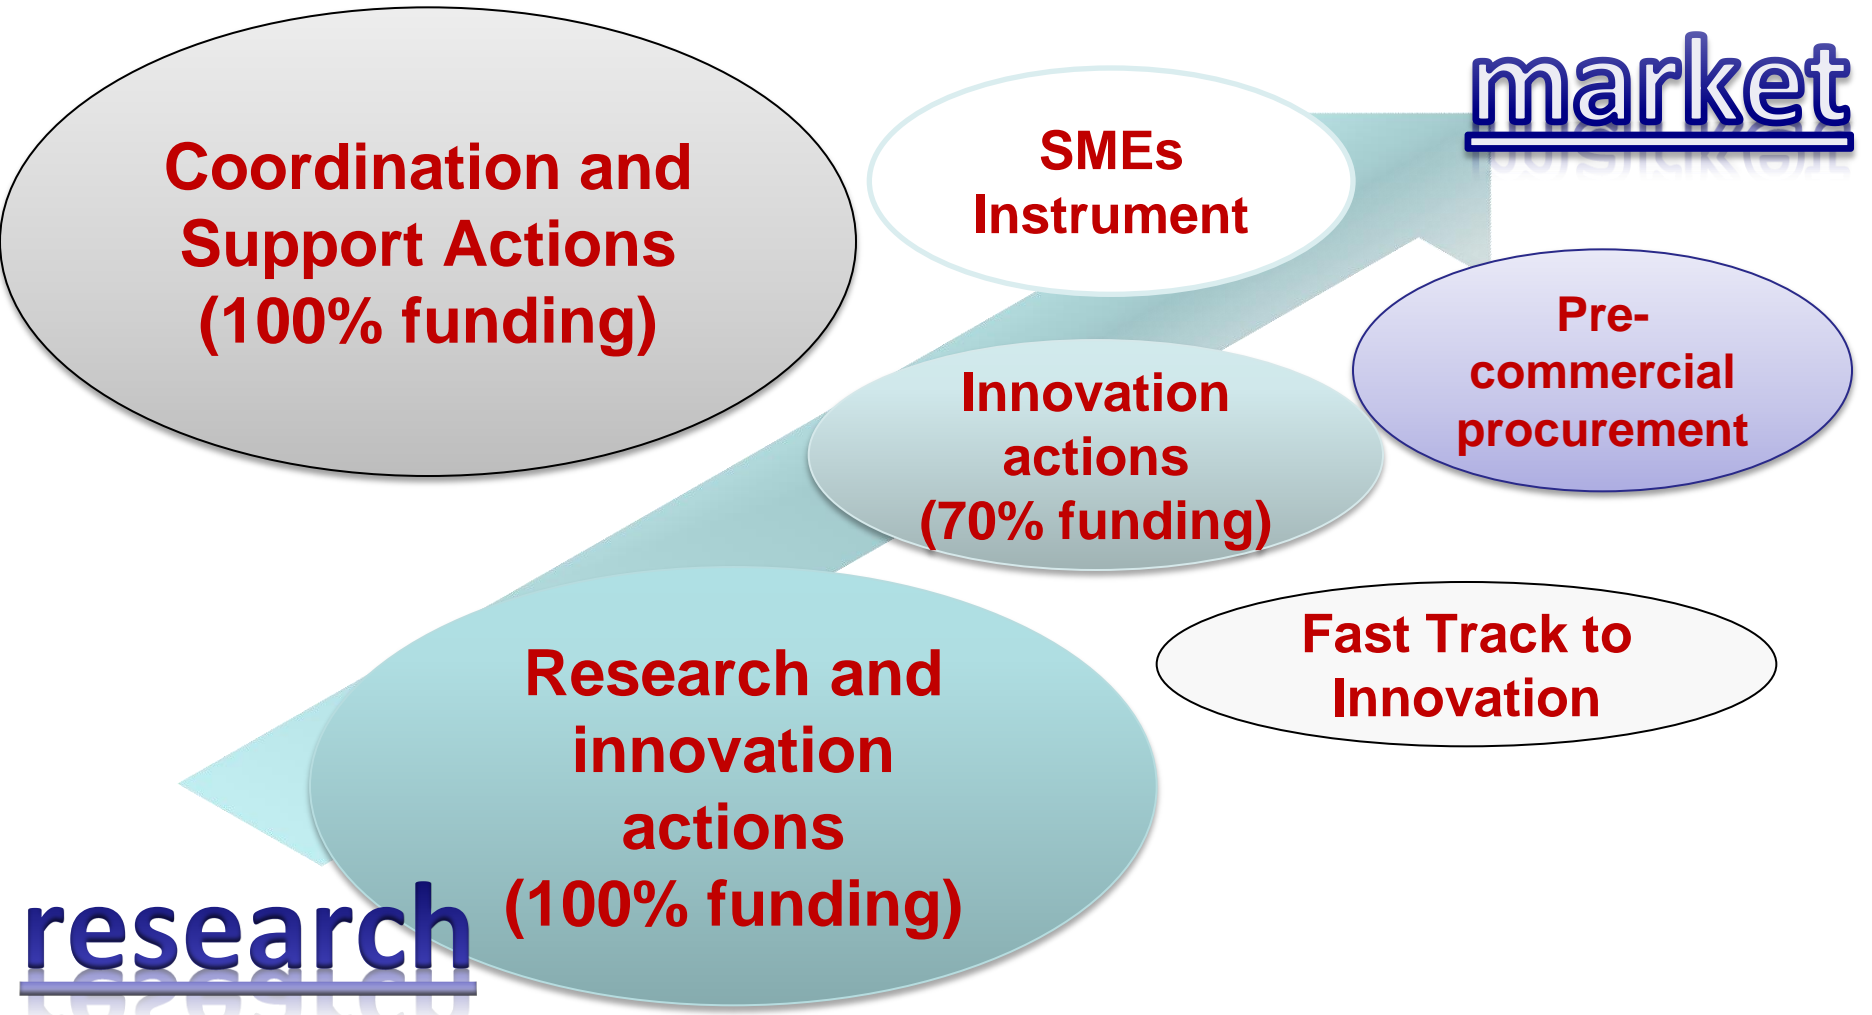 market
Coordination and
Support Actions
(100% funding)
SMEs
Instrument
Pre-
commercial
procurement
Innovation
actions
(70% funding)
Fast Track to
Innovation
Research and
innovation
actions
(100% funding)
research